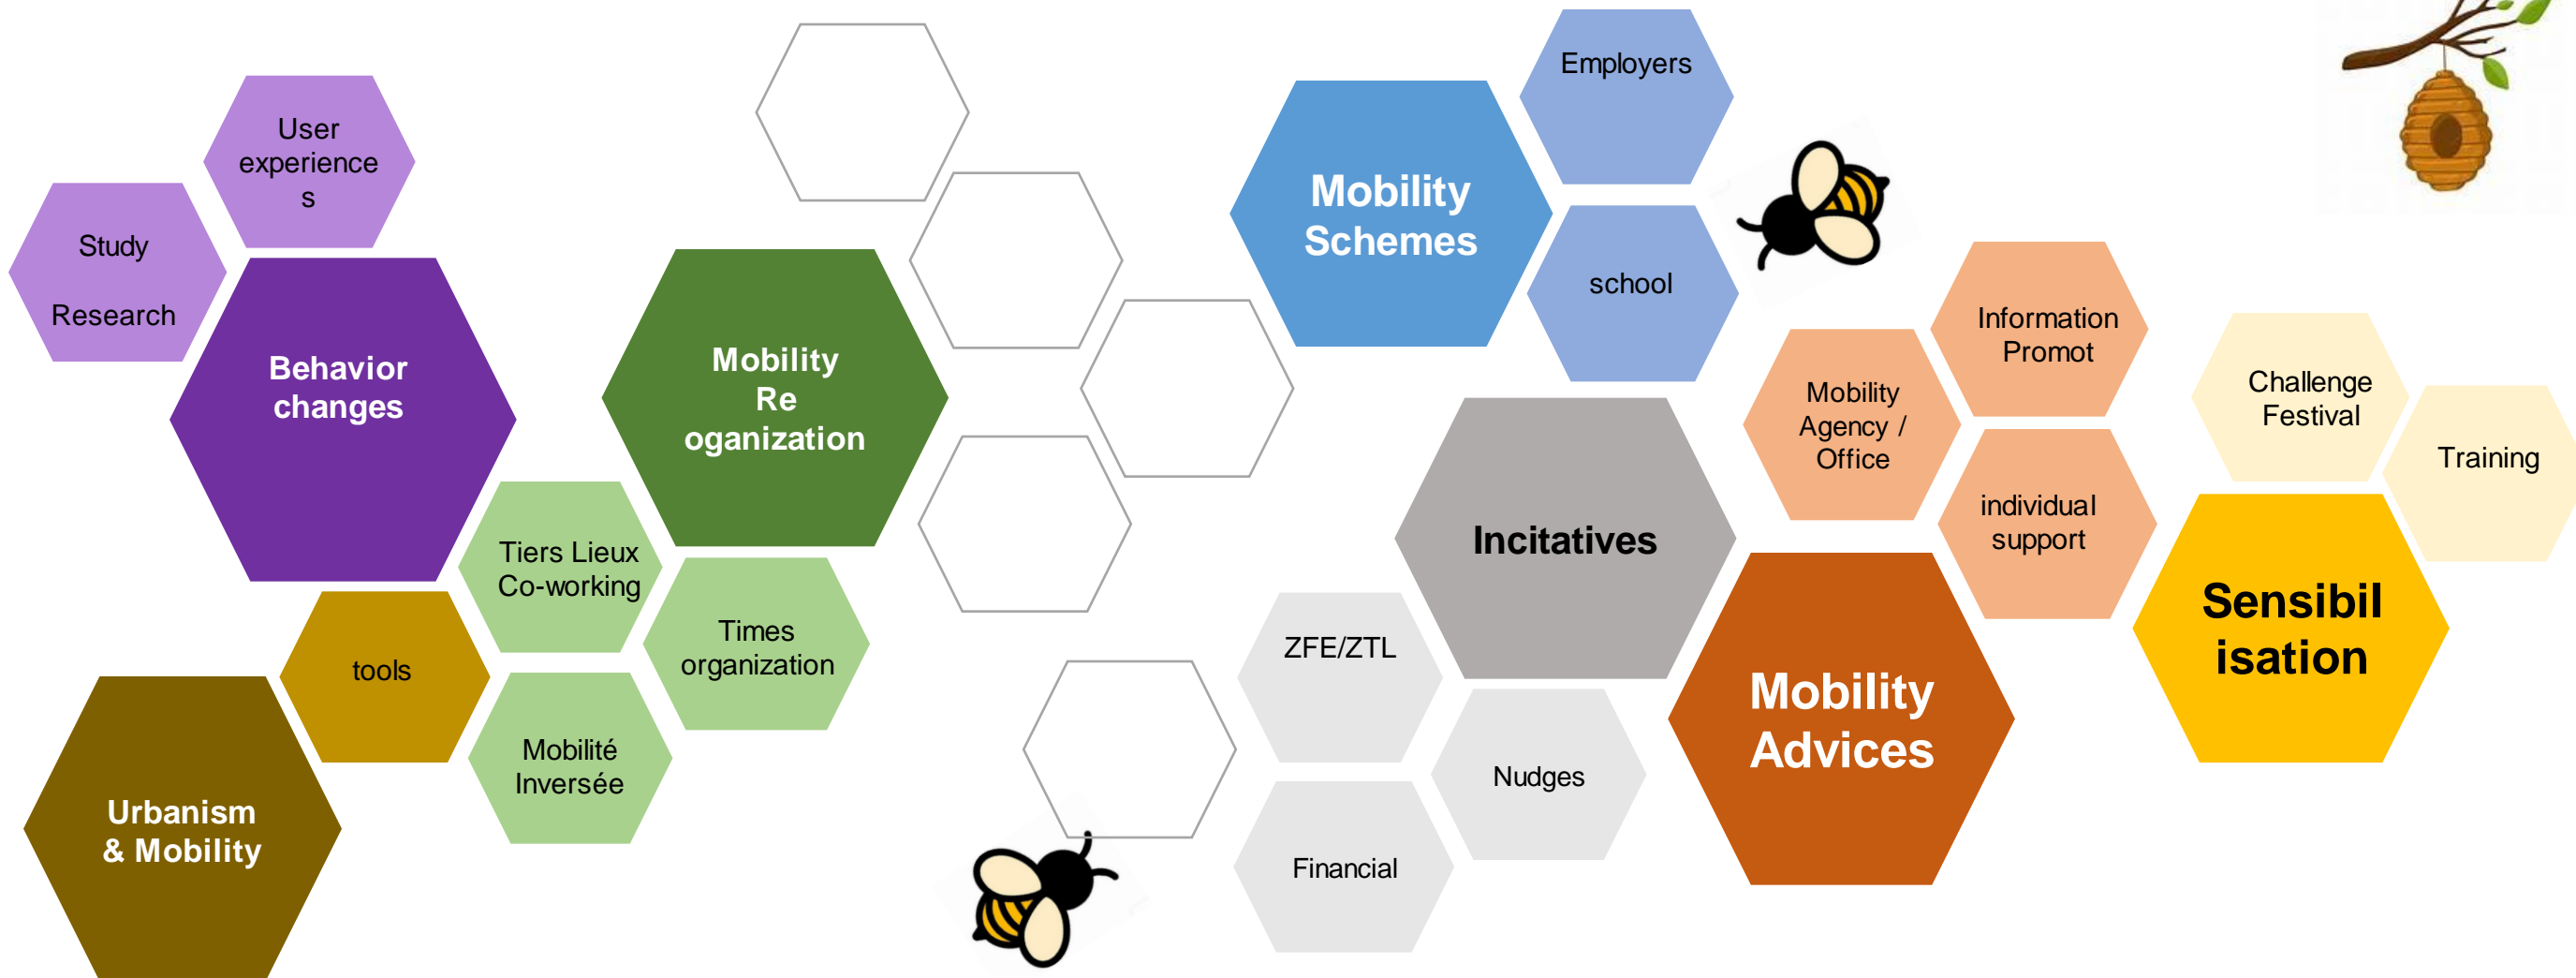 User
experience
s
Study
Research
Behavior
changes
Mobility
Re
oganization
Tiers Lieux
Co-working
Times
organization
Mobilité
Inversée
tools
Urbanism
& Mobility
Mobility
Schemes
Employers
school
Incitatives
ZFE/ZTL
Nudges
Financial
Mobility
Agency /
Office
Information
Promot
individual
support
Mobility
Advices
Challenge
Festival
Training
Sensibil
isation